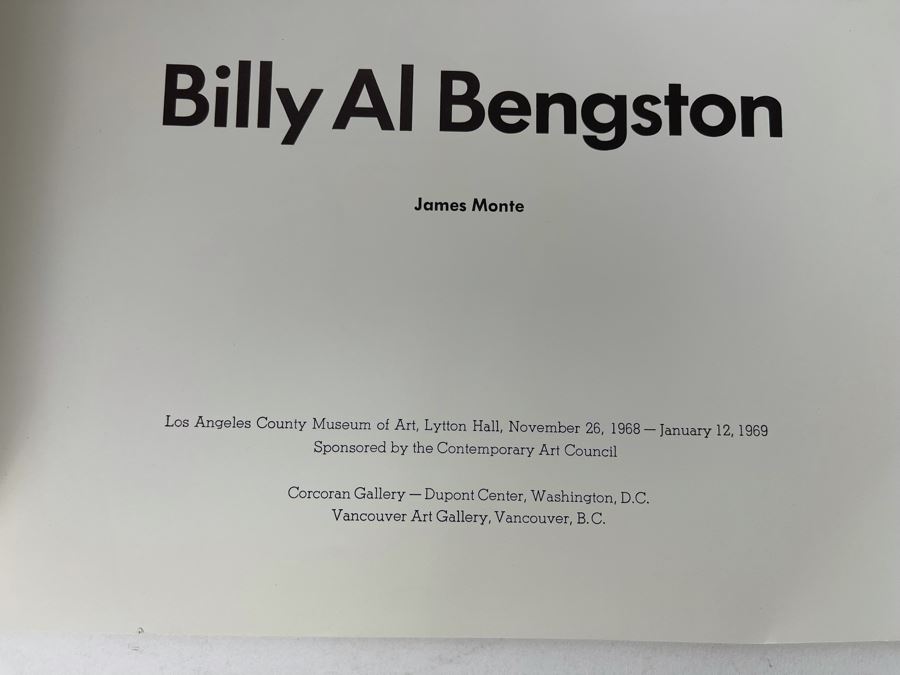 Billy Al Bengston
James Monte
Los Angeles County Museum of Art, Lytton Hall, November 26, 1968 — January 12, 1969
Sponsored by the Contemporary Art Council
Corcoran Gallery — Dupont Center, Washington, D.C.
Vancouver Art Gallery, Vancouver, B.C.